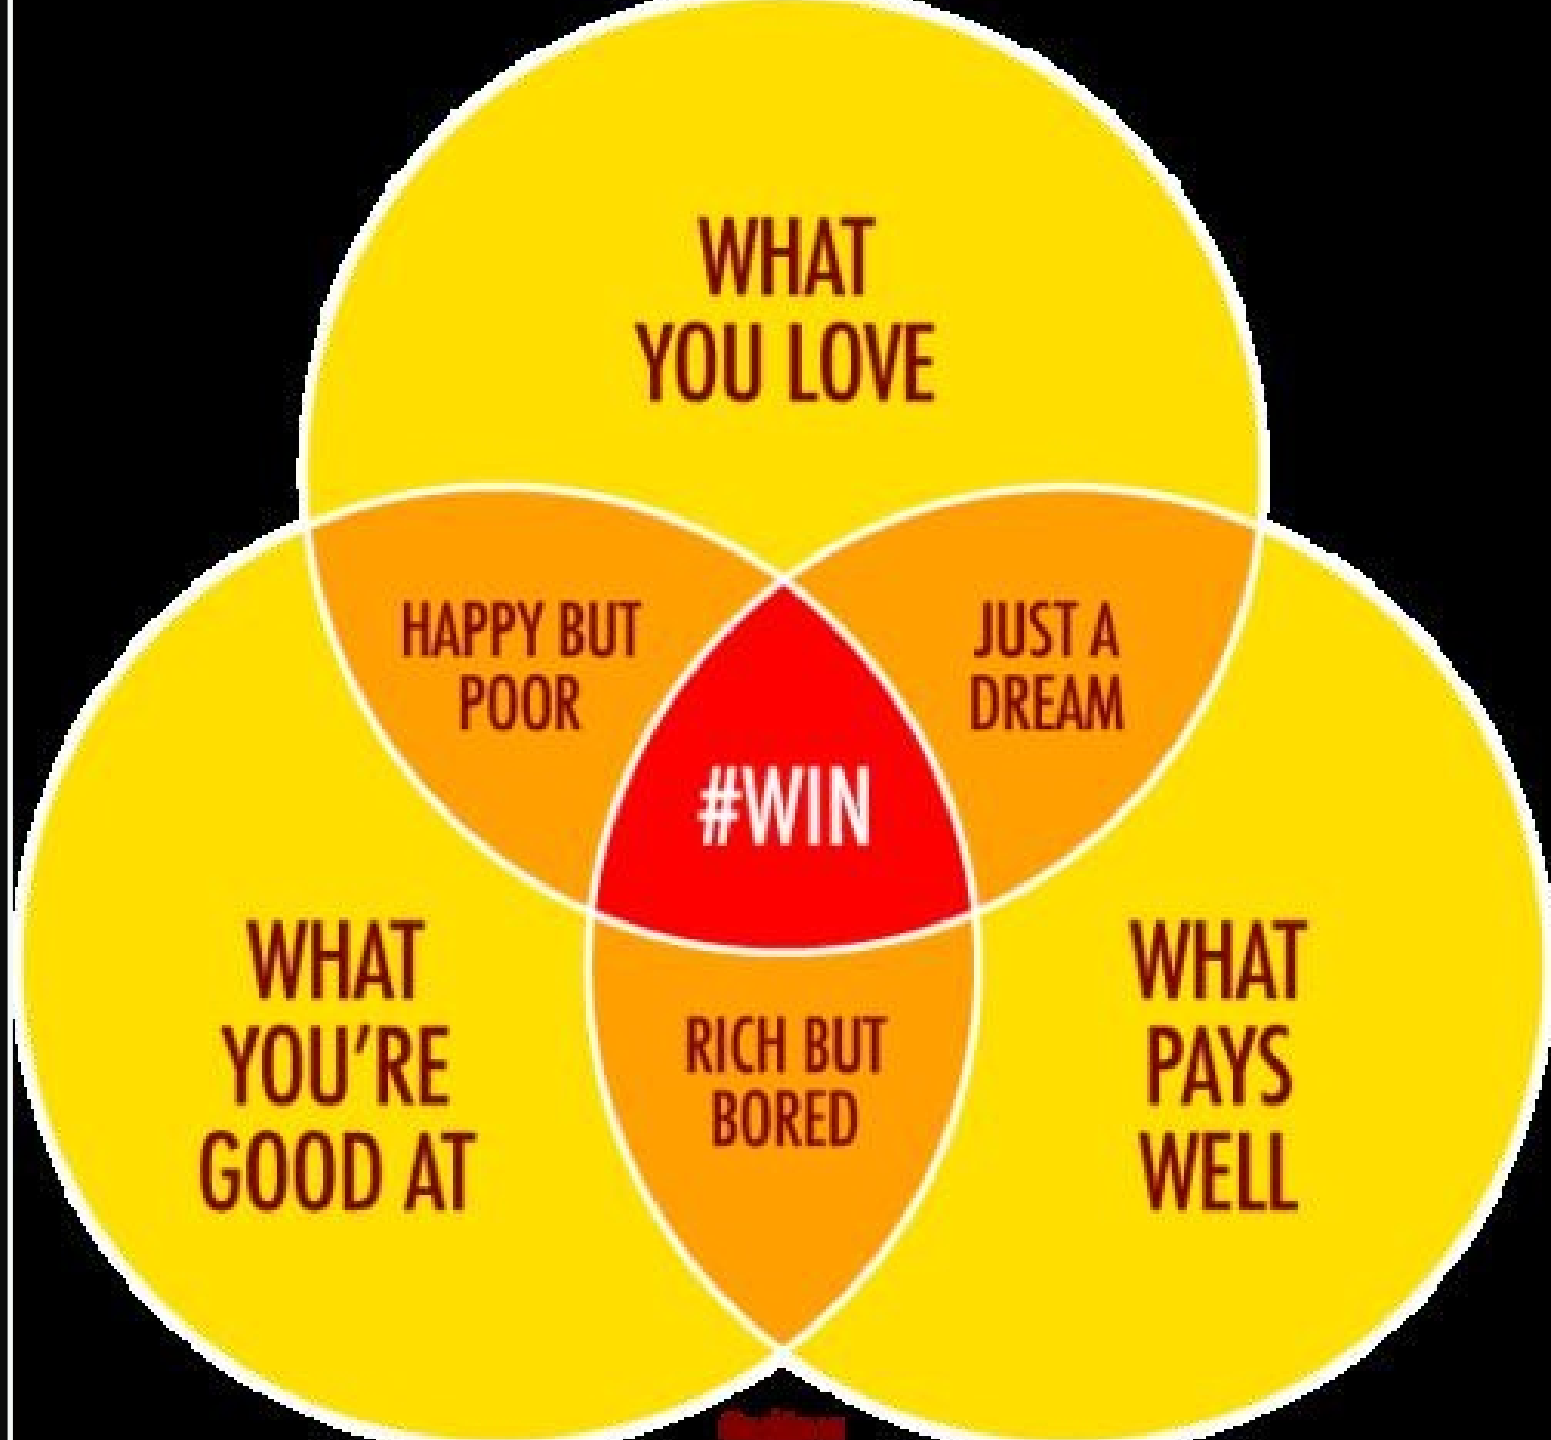 WHAT
YOU LOVE
HAPPY BUT
POOR
JUST A
DREAM
#WIN
WHAT
YOU'RE
GOOD AT
RICH BUT
BORED
WHAT
PAYS
WELL